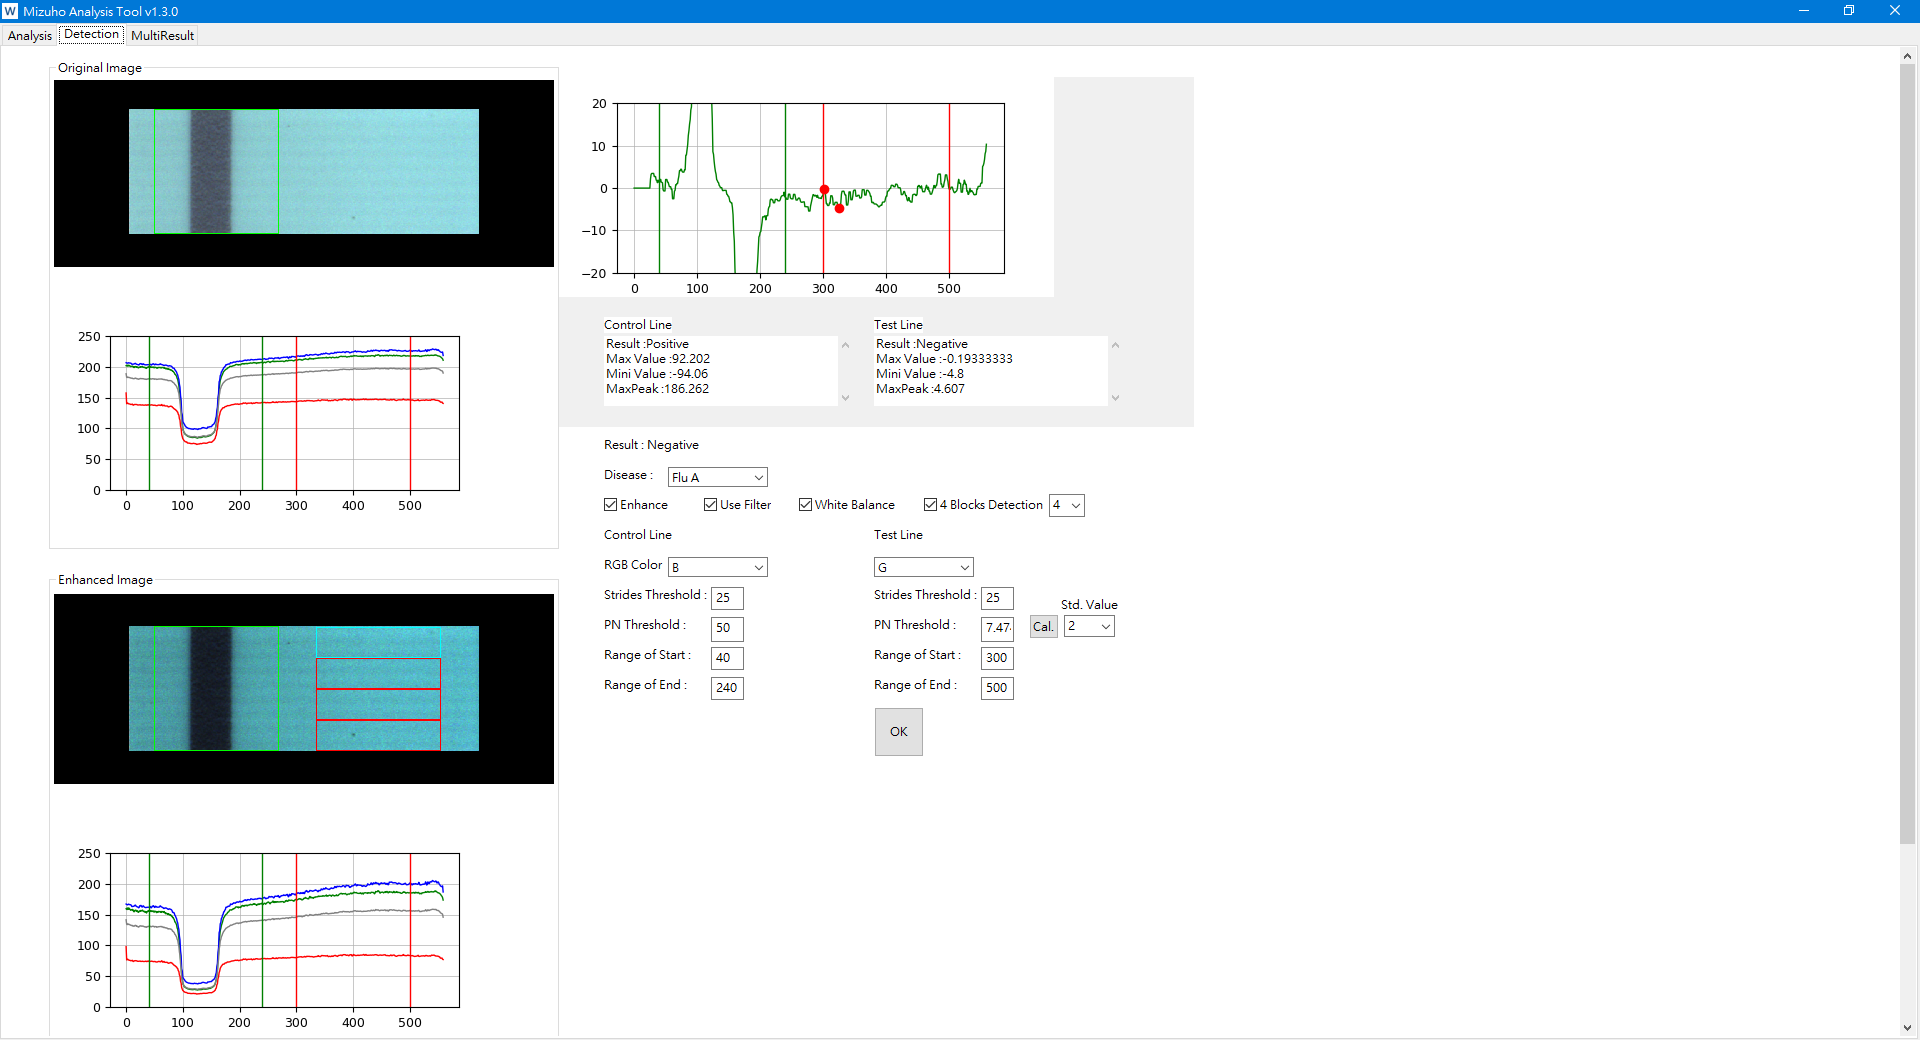 W Mizuho Analysis Tool v1.3.0
Analysis Detection MultiResult
Original Image
250
200
150
100
50
0
0 100 200 300 400 500
Enhanced Image
250
200
150
100
50
0
0 100 200 300 400 500
20
10
0
−10
−20
0 100 200 300 400 500
Control Line
Result :Positive
Max Value :92.202
Mini Value :-94.06
MaxPeak :186.262
Test Line
Result :Negative
Max Value :-0.19333333
Mini Value :-4.8
MaxPeak :4.607
Result : Negative
Disease : Flu A
Enhance Use Filter White Balance 4 Blocks Detection 4
Control Line
RGB Color B
Strides Threshold : 25
PN Threshold : 50
Range of Start : 40
Range of End : 240
Test Line
G
Strides Threshold : 25
PN Threshold : 7.47
Cal.
Std. Value
2
Range of Start : 300
Range of End : 500
OK